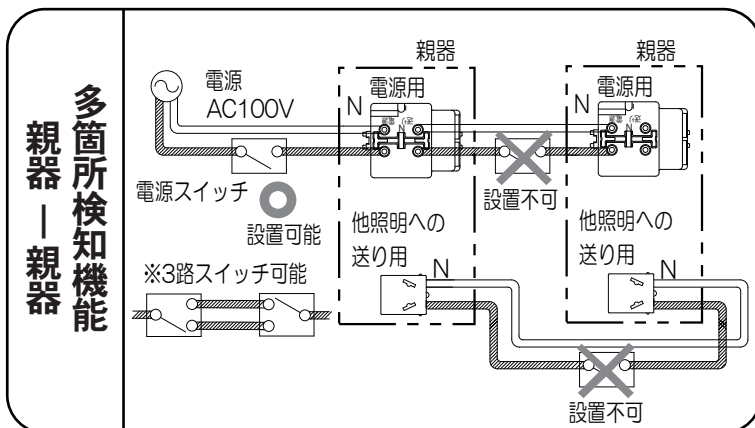 多箇所検知機能
親器ー親器
電源
AC100V
N
親器
電源用
N
親器
電源用
電源スイッチ
設置可能
設置不可
※3路スイッチ可能
他照明への
送り用
N
他照明への
送り用
N
設置不可